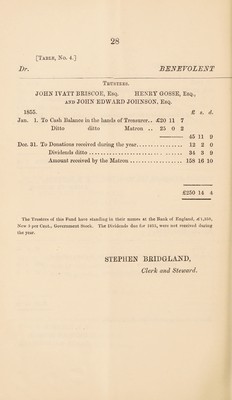 28
[TABLE, No. 4.]
Dr. BENEVOLENT
TRUSTEES.
JOHN IVATT BRISCOE, ESQ. HENRY GOSSE, ESQ.,
AND JOHN EDWARD JOHNSON, ESQ.
1855. £ s. d.
Jan. 1. To Cash Balance in the hands of Treasurer.. £20 11 7
Ditto ditto Matron .. 25 0 2
45 11 9
Dec. 31. To Donations received during the year 12 2 0
Dividends ditto 34 3 9
Amount received by the Matron 158 16 10
£250 14 4
The Trustees of this Fund have standing in their names at the Bank of England,
New 3 per Cent., Government Stock. The Dividends due for 1855, were not received during
the year.
STEPHEN BRIDGLAND,
Clerk and Steward.